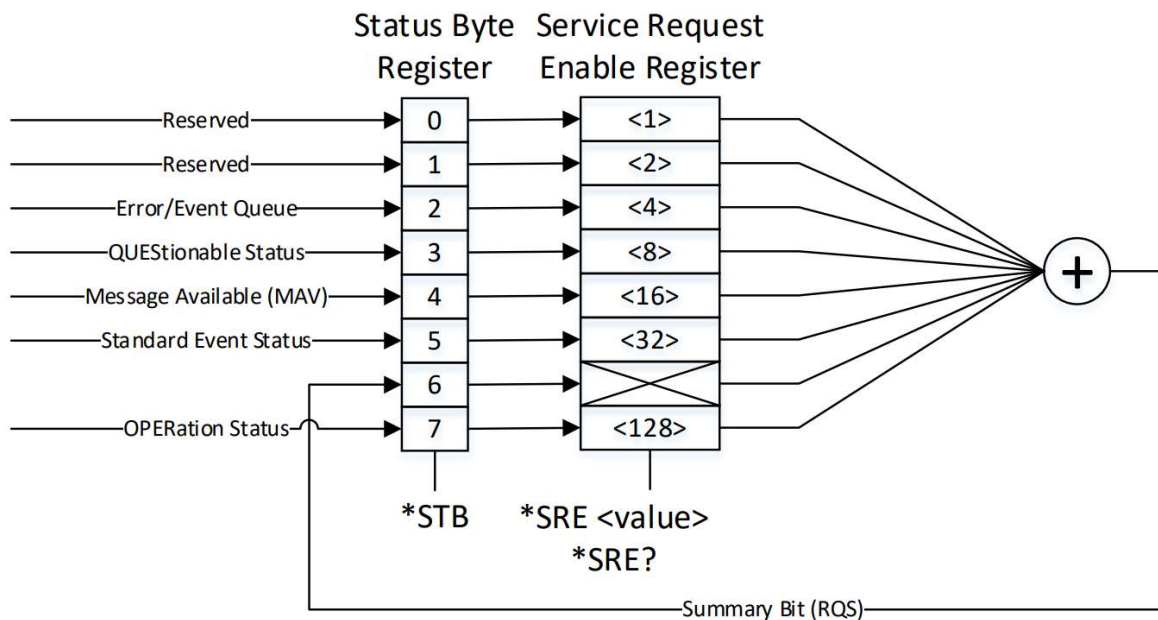 Status Byte
Register
Service Request
Enable Register
Reserved
0
<1>
Reserved
1
<2>
Error/Event Queue
2
<4>
QUEStionable Status
3
<8>
+
Message Available (MAV)
4
<16>
Standard Event Status
5
<32>
6
OPERation Status
7
<128>
*STB
*SRE <value>
*SRE?
Summary Bit (RQS)